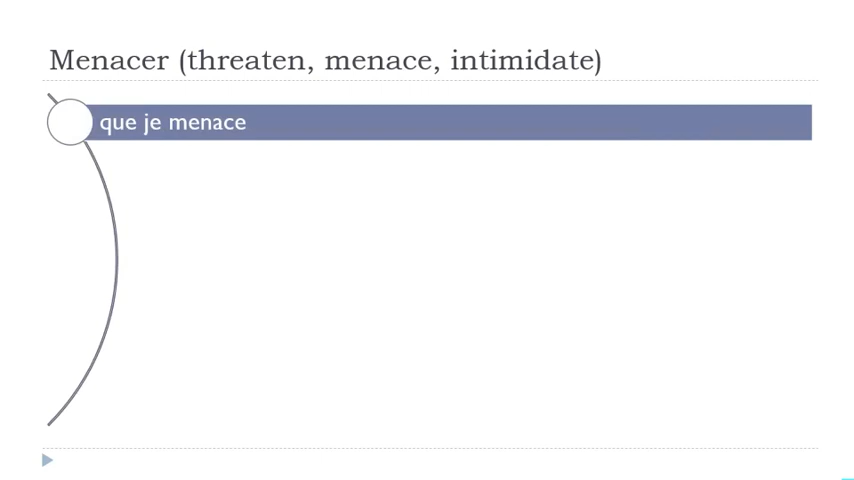 Menacer (threaten, menace, intimidate)
que je menace